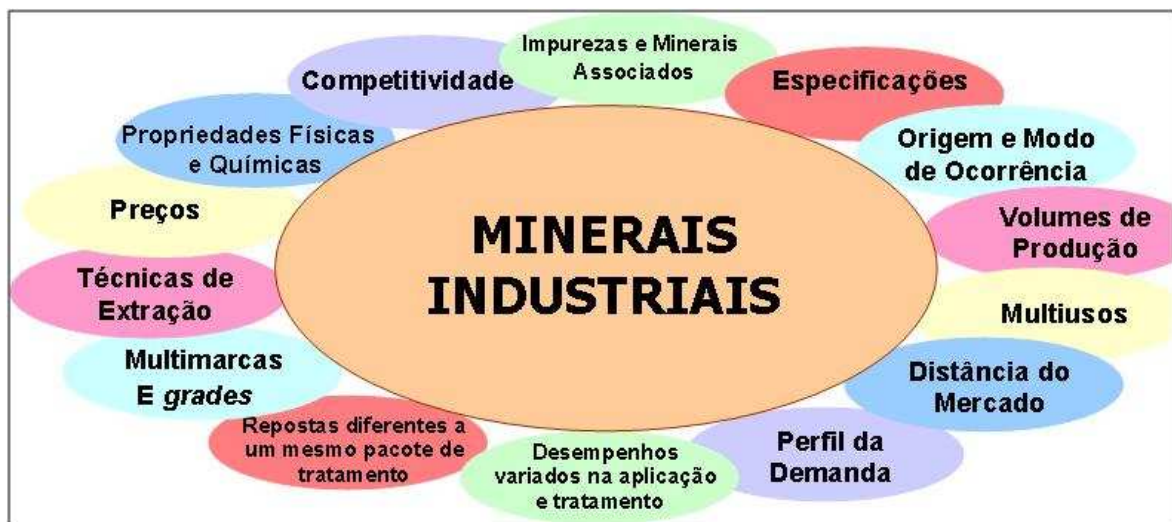 MINERAIS
INDUSTRIAIS
Impurezas e Minerais
Associados
Especificações
Origem e Modo
de Ocorrência
Volumes de
Produção
Multiusos
Distância do
Mercado
Perfil da
Demanda
Desempenhos
variados na aplicação
e tratamento
Repostas diferentes a
um mesmo pacote de
tratamento
Multimarcas
E grades
Técnicas de
Extração
Preços
Propriedades Físicas
e Químicas
Competitividade